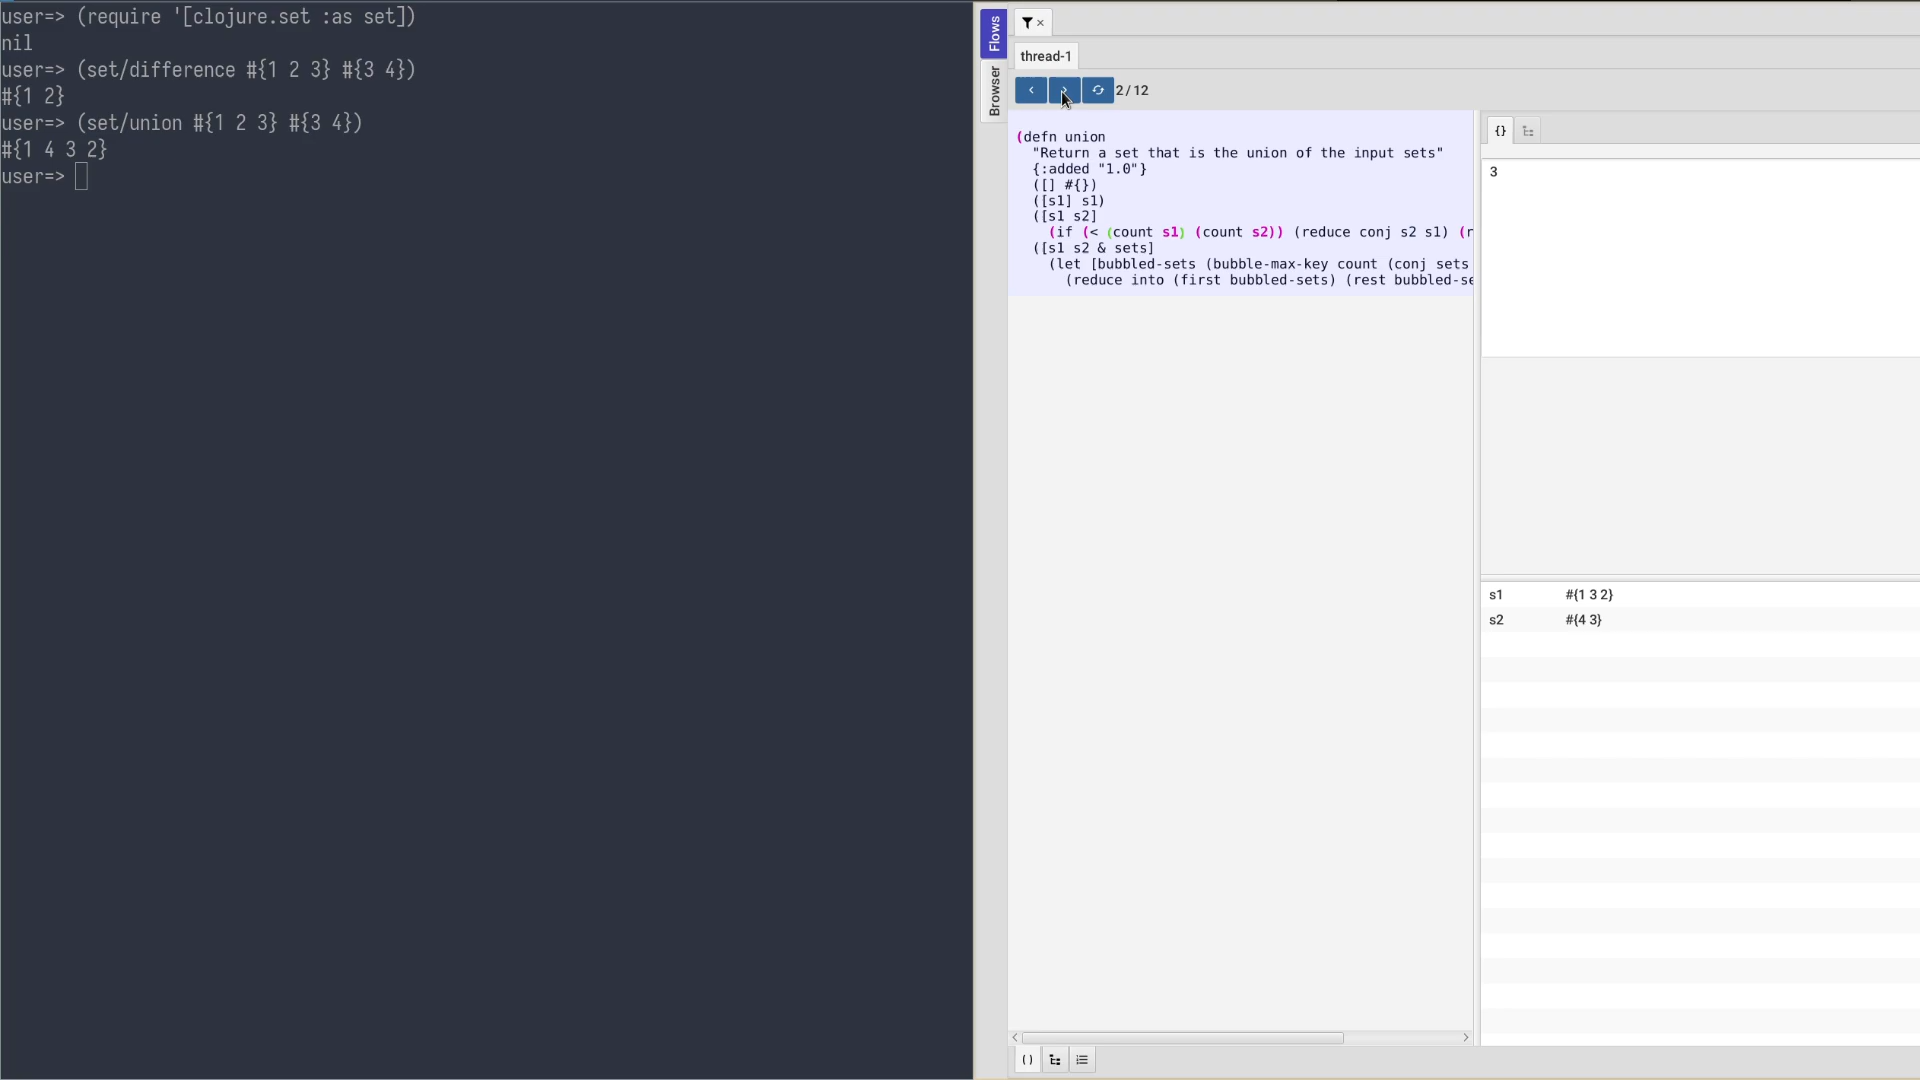 user=> (require '[clojure.set :as set])
nil
user=> (set/difference #{1 2 3} #{3 4})
#{1 2}
user=> (set/union #{1 2 3} #{3 4})
#{1 4 3 2}
user=>
Flows
Browser
thread-1
2 / 12
(defn union
"Return a set that is the union of the input sets"
{:added "1.0"}
([] #{})
([s1] s1)
([s1 s2]
(if (< (count s1) (count s2)) (reduce conj s2 s1) (r
([s1 s2 & sets]
(let [bubbled-sets (bubble-max-key count (conj sets
(reduce into (first bubbled-sets) (rest bubbled-se
()
{}
3
s1 #{1 3 2}
s2 #{4 3}